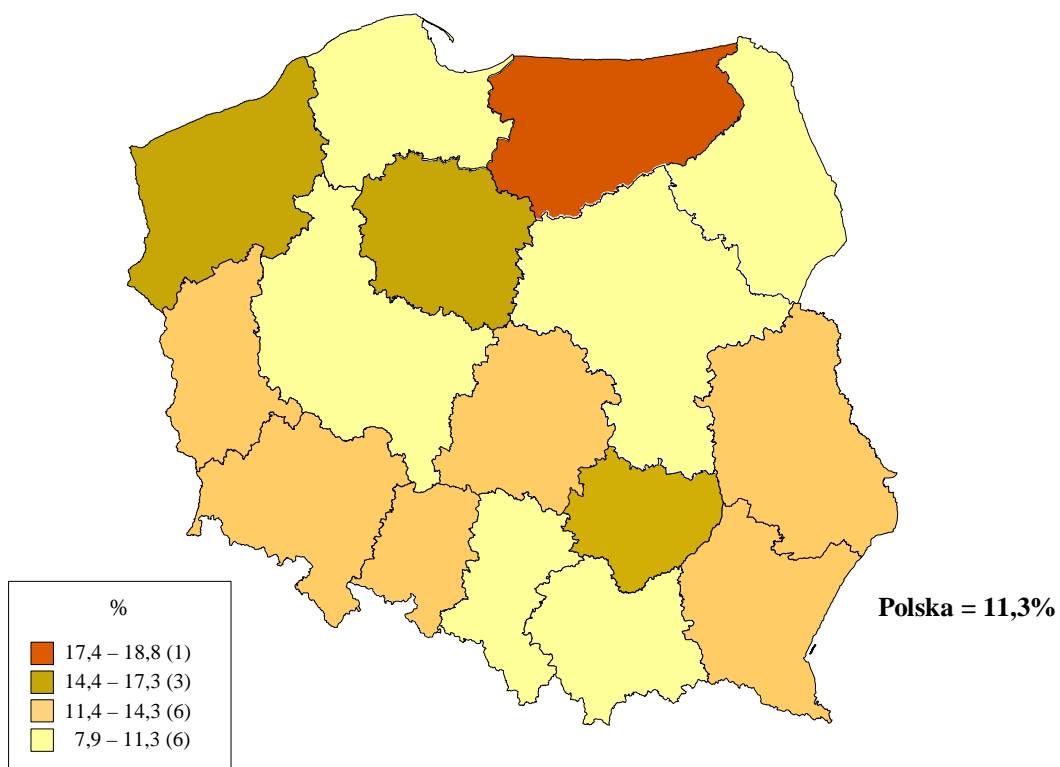 Polska = 11,3%
%
17,4 – 18,8 (1)
14,4 – 17,3 (3)
11,4 – 14,3 (6)
7,9 – 11,3 (6)